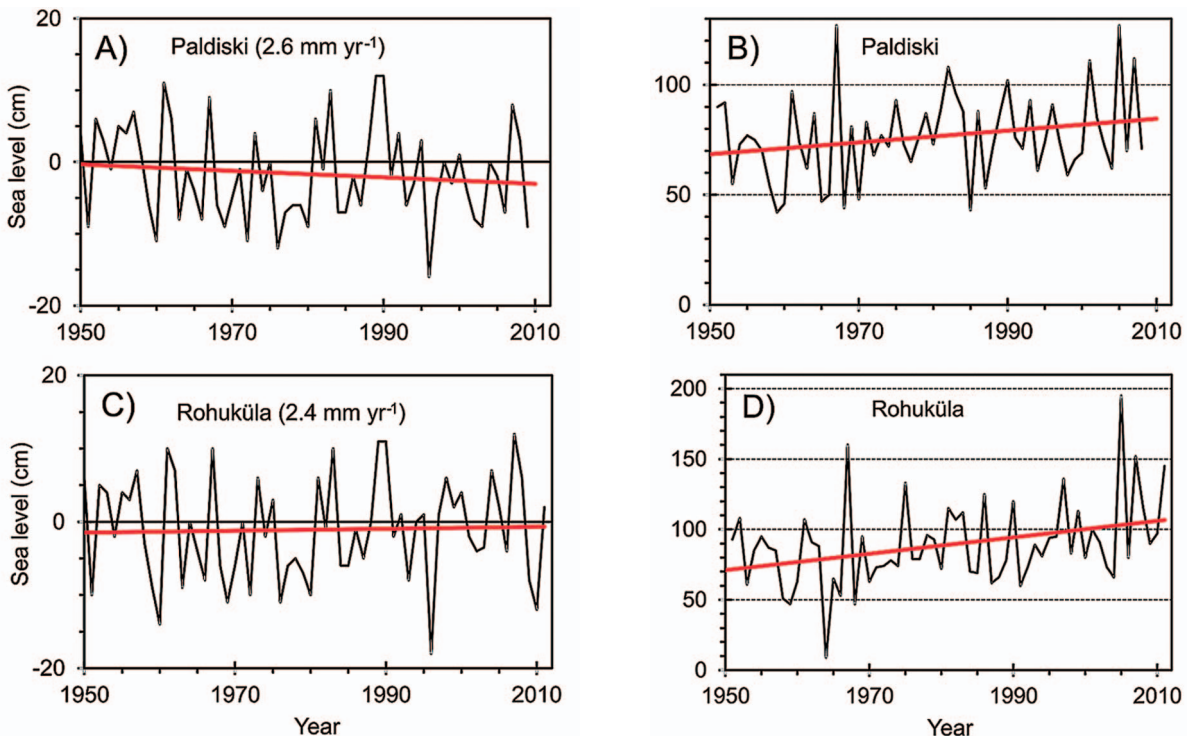 A)
Paldiski (2.6 mm yr⁻¹)
Sea level (cm)
20
0
-20
1950 1970 1990 2010
B)
Paldiski
100
50
0
1950 1970 1990 2010
C)
Rohuküla (2.4 mm yr⁻¹)
Sea level (cm)
20
0
-20
1950 1970 1990 2010
Year
D)
Rohuküla
200
150
100
50
0
1950 1970 1990 2010
Year